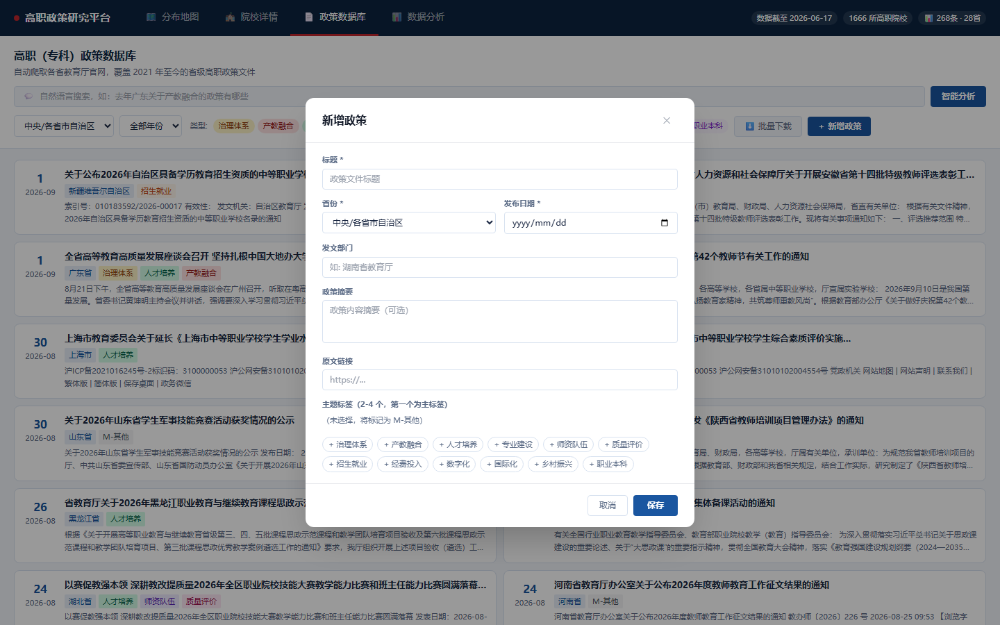 高职政策研究平台
分布地图
院校详情
政策数据库
数据分析
数据截至 2026-06-17
1666 所高职院校
268条 · 28首
高职（专科）政策数据库
自动爬取各省教育厅官网，覆盖 2021 年至今的省级高职政策文件
自然语言搜索，如：去年广东关于产教融合的政策有哪些
智能分析
中央/各省市自治区
全部年份
类型:
治理体系
产教融合
职业本科
批量下载
+ 新增政策
1
2026-09
关于公布2026年自治区具备学历教育招生资质的中等职业学
新疆维吾尔自治区
招生就业
索引号：010183592/2026-00017 有效性： 发文机关：自治区教育厅
2026年自治区具备学历教育招生资质的中等职业学校名录的通知
人力资源和社会保障厅关于开展安徽省第十四批特级教师评选表彰工...
（市）教育局、财政局、人力资源社会保障局，省直有关单位： 根据有关文件精神，
第十四批特级教师评选表彰工作。现将有关事项通知如下： 一、评选推荐范围 特...
1
2026-09
全省高等教育高质量发展座谈会召开 坚持扎根中国大地办大学
广东省
治理体系
人才培养
产教融合
8月21日下午，全省高等教育高质量发展座谈会在广州召开，听取在粤高
量发展。省委书记黄坤明主持会议并讲话，强调要深入学习贯彻习近平总
第42个教师节有关工作的通知
，各高等学校，各省属中等职业学校，厅直属实验学校： 2026年9月10日是我国第
弘扬教育家精神，共筑尊师重教风尚”。根据教育部办公厅《关于做好庆祝第42个教...
30
2026-08
上海市教育委员会关于延长《上海市中等职业学校学生学业水
上海市
人才培养
沪ICP备2021016245号-2标识码：3100000053 沪公网安备3101010
繁体版 | 简体版 | 保存桌面 | 政务微信
市中等职业学校学生综合素质评价实施...
00053 沪公网安备31010102004554号 党政机关 网站地图 | 网站声明 | 联系我们 |
30
2026-08
关于2026年山东省学生军事技能竞赛活动获奖情况的公示
山东省
M-其他
关于2026年山东省学生军事技能竞赛活动获奖情况的公示 发布日期： 2
厅、中共山东省委宣传部、山东省国防动员办公室《关于开展2026年山
发《陕西省教师培训项目管理办法》的通知
育局、财政局，各高等学校，厅属有关单位，承训单位：为规范我省教师培训项目的
根据教育部、财政部和我省相关规定，结合工作实际，研究制定了《陕西省教师培...
26
2026-08
省教育厅关于2026年黑龙江职业教育与继续教育课程思政示
黑龙江省
人才培养
根据《关于开展高等职业教育与继续教育省级第三、四、五批课程思政示范课程和教学团队培育项目验收及第六批课程思政示
范课程和教学团队培育项目、第三批课程思政优秀教学案例遴选工作的通知》要求，我厅组织开展上述项目验收（遴选）工...
集体备课活动的通知
有关全国行业职业教育教学指导委员会、教育部职业院校教学（教育）指导委员会： 为深入贯彻落实习近平总书记关于思政课
建设的重要论述、关于“大思政课”的重要指示精神，贯彻全国教育大会精神，落实《教育强国建设规划纲要（2024—2035...
24
2026-08
以赛促教强本领 深耕教改提质量2026年全区职业院校技能大赛教学能力比赛和班主任能力比赛圆满落幕...
湖北省
人才培养
师资队伍
质量评价
以赛促教强本领 深耕教改提质量2026年全区职业院校技能大赛教学能力比赛和班主任能力比赛圆满落幕 发表日期：2026-08-
24
2026-08
河南省教育厅办公室关于公布2026年度教师教育工作征文结果的通知
河南省
M-其他
河南省教育厅办公室关于公布2026年度教师教育工作征文结果的通知 教办师〔2026〕226 号 2026-08-25 09:53 【浏览字
新增政策
×
标题 *
政策文件标题
省份 *
中央/各省市自治区
发布日期 *
yyyy/mm/dd
发文部门
如: 湖南省教育厅
政策摘要
政策内容摘要（可选）
原文链接
https://...
主题标签（2-4 个，第一个为主标签）
（未选择，将标记为 M-其他）
+ 治理体系
+ 产教融合
+ 人才培养
+ 专业建设
+ 师资队伍
+ 质量评价
+ 招生就业
+ 经费投入
+ 数字化
+ 国际化
+ 乡村振兴
+ 职业本科
取消
保存